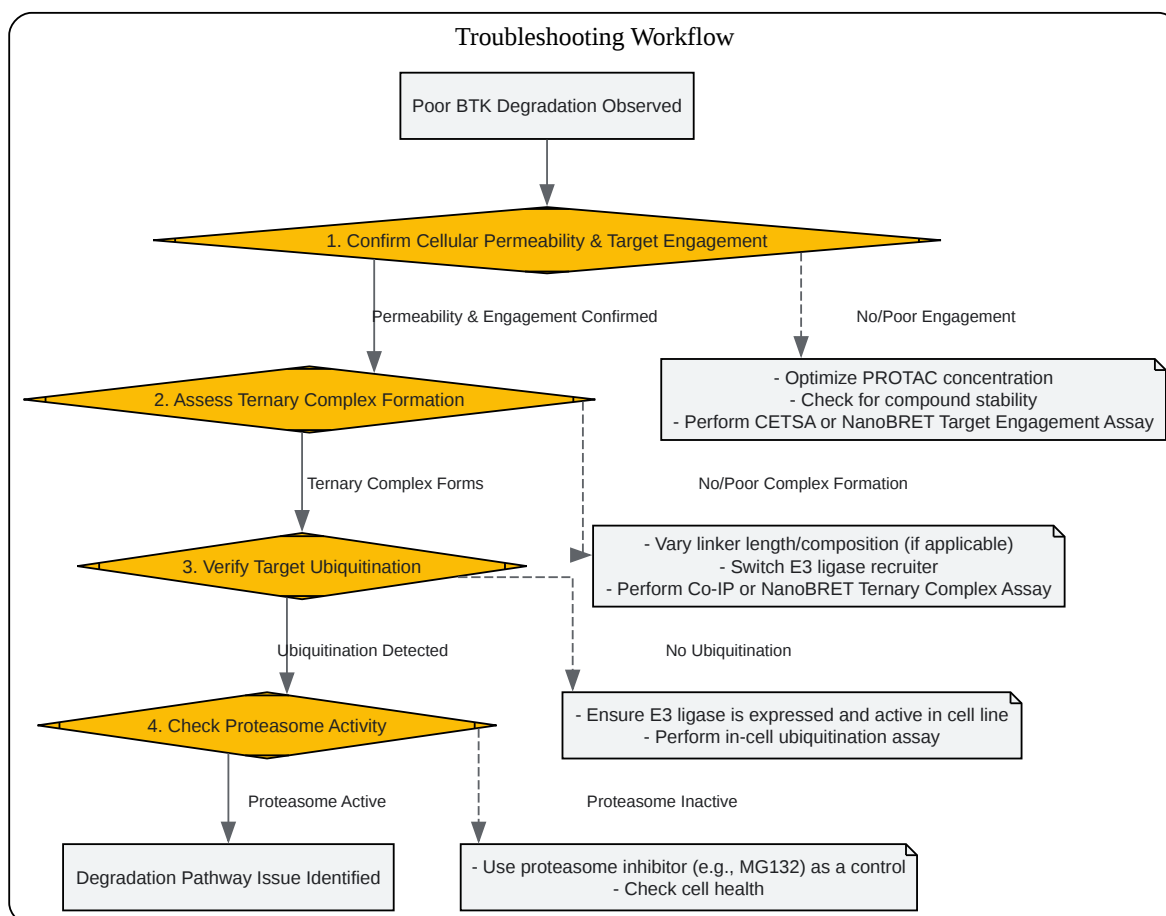 Troubleshooting Workflow
Poor BTK Degradation Observed
1. Confirm Cellular Permeability & Target Engagement
Permeability & Engagement Confirmed
No/Poor Engagement
- Optimize PROTAC concentration
- Check for compound stability
- Perform CETSA or NanoBRET Target Engagement Assay
2. Assess Ternary Complex Formation
Ternary Complex Forms
No/Poor Complex Formation
- Vary linker length/composition (if applicable)
- Switch E3 ligase recruiter
- Perform Co-IP or NanoBRET Ternary Complex Assay
3. Verify Target Ubiquitination
Ubiquitination Detected
No Ubiquitination
- Ensure E3 ligase is expressed and active in cell line
- Perform in-cell ubiquitination assay
4. Check Proteasome Activity
Proteasome Active
Proteasome Inactive
Degradation Pathway Issue Identified
- Use proteasome inhibitor (e.g., MG132) as a control
- Check cell health